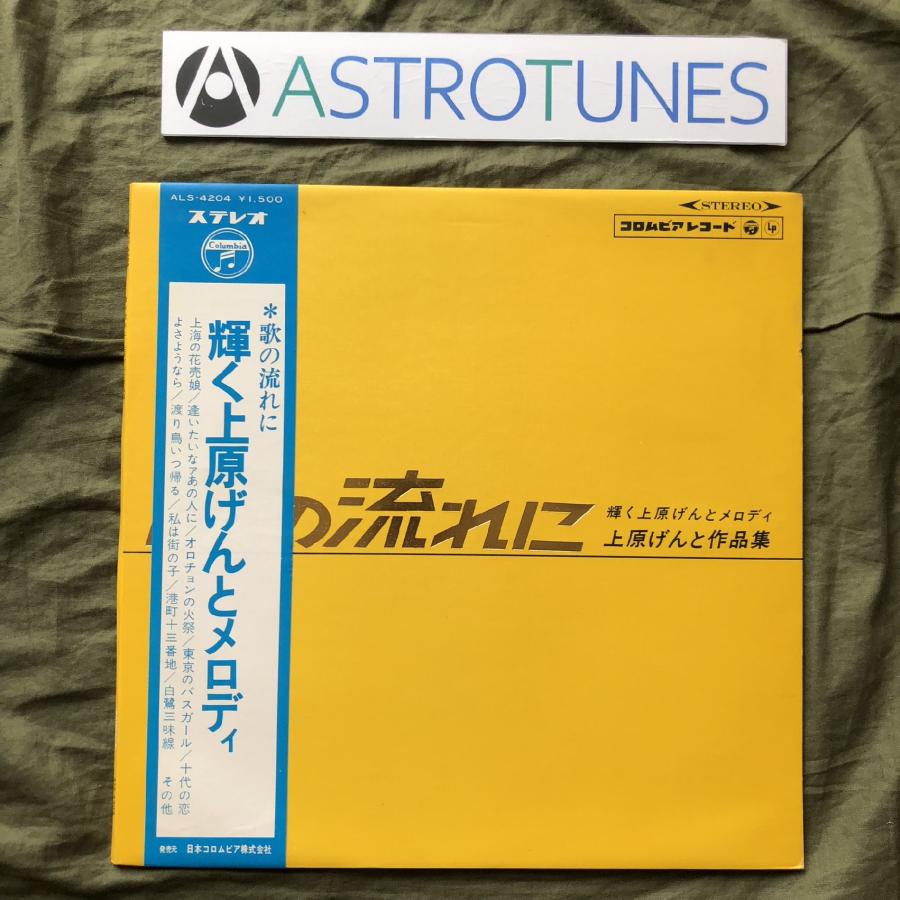 ASTROTUNES
ALS-4204 ¥1,500
ステレオ
Columbia
＊歌の流れに
輝く上原げんとメロディ
上海の花売娘/逢いたいなァあの人に/オロチョンの火祭/東京のバスガール/十代の恋
よさようなら/渡り鳥いつ帰る/私は街の子/港町十三番地/白鷺三味線 その他
発売元 日本コロムビア株式会社
STEREO
コロムビアレコード LP
の流れに
輝く上原げんとメロディ
上原げんと作品集